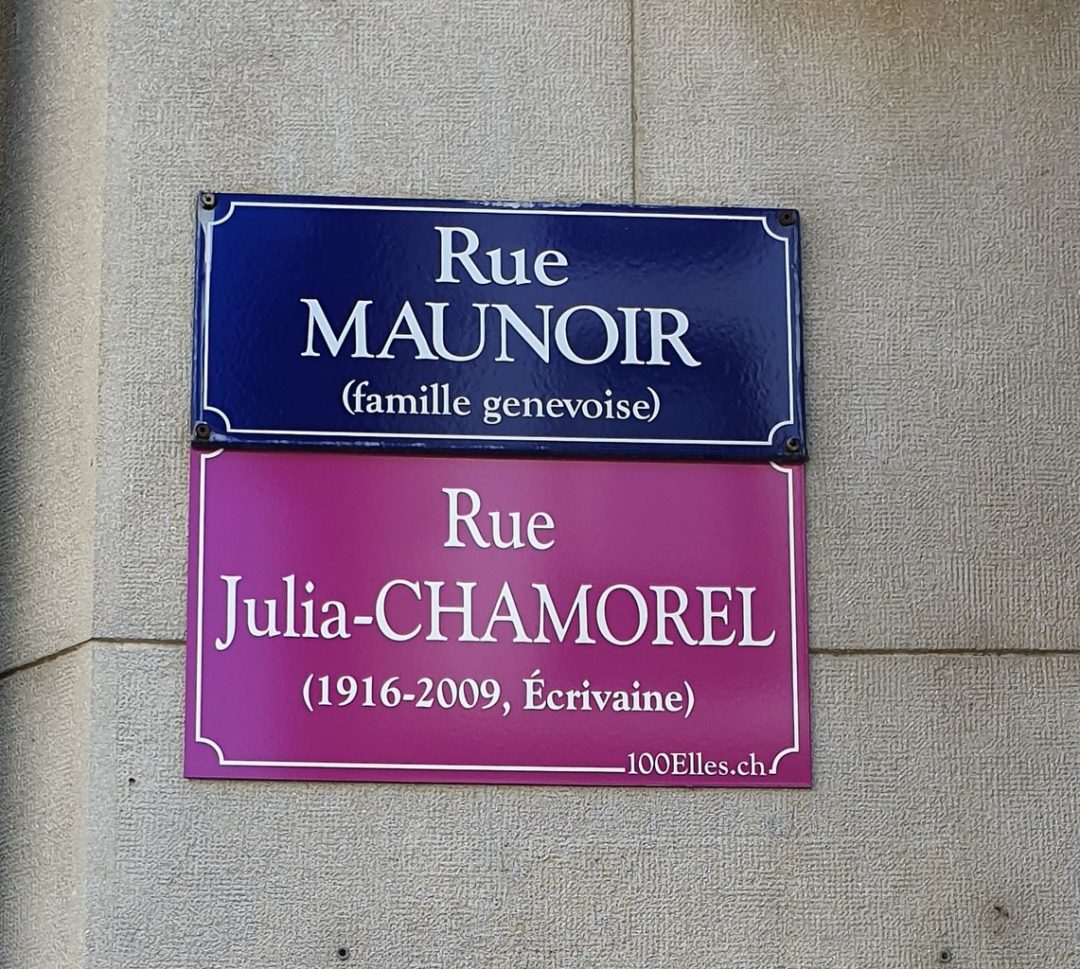 Rue
MAUNOIR
(famille genevoise)
Rue
Julia-CHAMOREL
(1916-2009, Écrivaine)
100Elles.ch